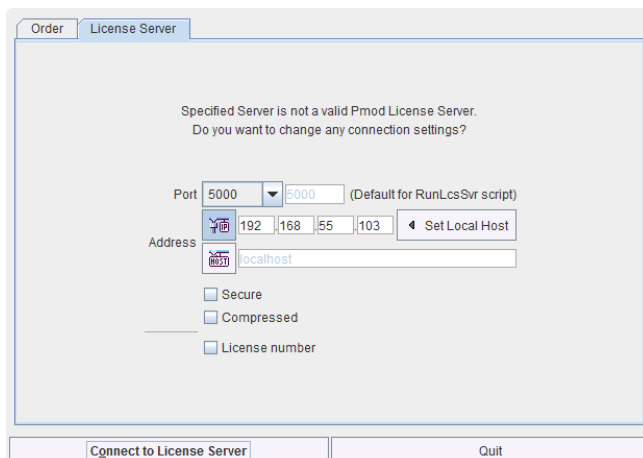 Order License Server
Specified Server is not a valid Pmod License Server.
Do you want to change any connection settings?
Port 5000 5000 (Default for RunLcsSvr script)
IP 192 .168 .55 .103 Set Local Host
Address
HOST localhost
Secure
Compressed
License number
Connect to License Server Quit